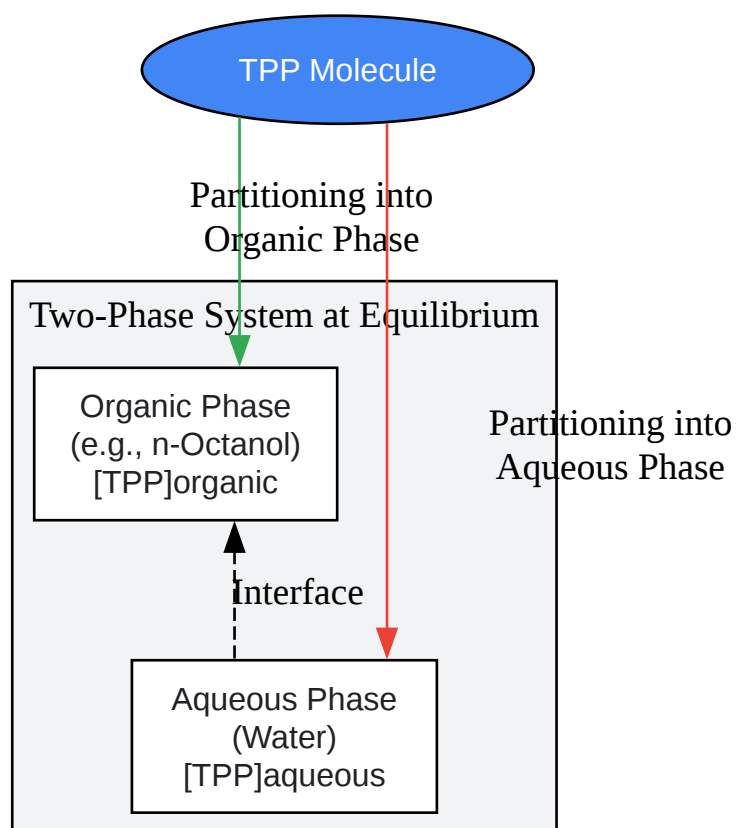 TPP Molecule
Partitioning into
Organic Phase
Two-Phase System at Equilibrium
Organic Phase
(e.g., n-Octanol)
[TPP]organic
Partitioning into
Aqueous Phase
Interface
Aqueous Phase
(Water)
[TPP]aqueous